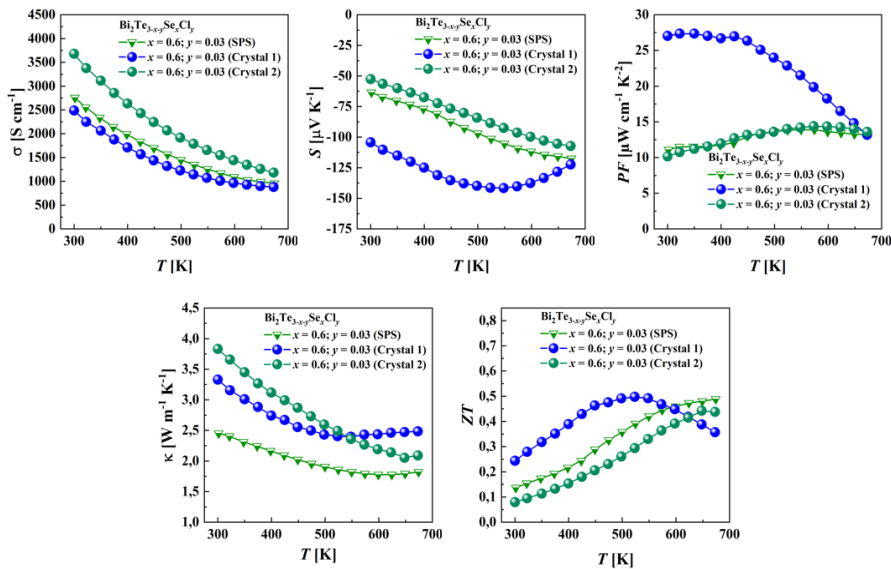 Bi₂Te₃₋ₓ₋ᵧSeₓClᵧ
x = 0.6; y = 0.03 (SPS)
x = 0.6; y = 0.03 (Crystal 1)
x = 0.6; y = 0.03 (Crystal 2)
4500
4000
3500
3000
2500
2000
1500
1000
500
0
σ [S cm⁻¹]
300 400 500 600 700
T [K]
Bi₂Te₃₋ₓ₋ᵧSeₓClᵧ
x = 0.6; y = 0.03 (SPS)
x = 0.6; y = 0.03 (Crystal 1)
x = 0.6; y = 0.03 (Crystal 2)
0
-25
-50
-75
-100
-125
-150
-175
S [μV K⁻¹]
300 400 500 600 700
T [K]
30
25
20
15
10
5
0
PF [μW cm⁻¹ K⁻²]
Bi₂Te₃₋ₓ₋ᵧSeₓClᵧ
x = 0.6; y = 0.03 (SPS)
x = 0.6; y = 0.03 (Crystal 1)
x = 0.6; y = 0.03 (Crystal 2)
300 400 500 600 700
T [K]
Bi₂Te₃₋ₓ₋ᵧSeₓClᵧ
x = 0.6; y = 0.03 (SPS)
x = 0.6; y = 0.03 (Crystal 1)
x = 0.6; y = 0.03 (Crystal 2)
4,5
4,0
3,5
3,0
2,5
2,0
1,5
1,0
κ [W m⁻¹ K⁻¹]
300 400 500 600 700
T [K]
Bi₂Te₃₋ₓ₋ᵧSeₓClᵧ
x = 0.6; y = 0.03 (SPS)
x = 0.6; y = 0.03 (Crystal 1)
x = 0.6; y = 0.03 (Crystal 2)
0,8
0,7
0,6
0,5
0,4
0,3
0,2
0,1
0,0
ZT
300 400 500 600 700
T [K]